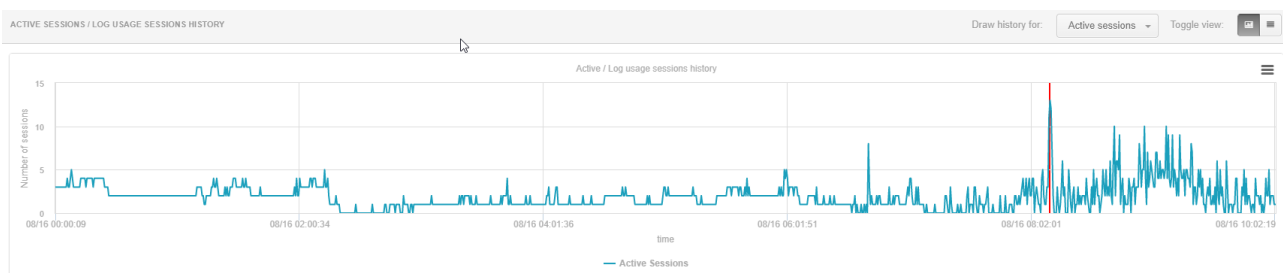 ACTIVE SESSIONS / LOG USAGE SESSIONS HISTORY
Draw history for: Active sessions Toggle view:
Active / Log usage sessions history
Number of sessions
15
10
5
0
08/16 00:00:09 08/16 02:00:34 08/16 04:01:36 08/16 06:01:51 08/16 08:02:01 08/16 10:02:19
time
Active Sessions